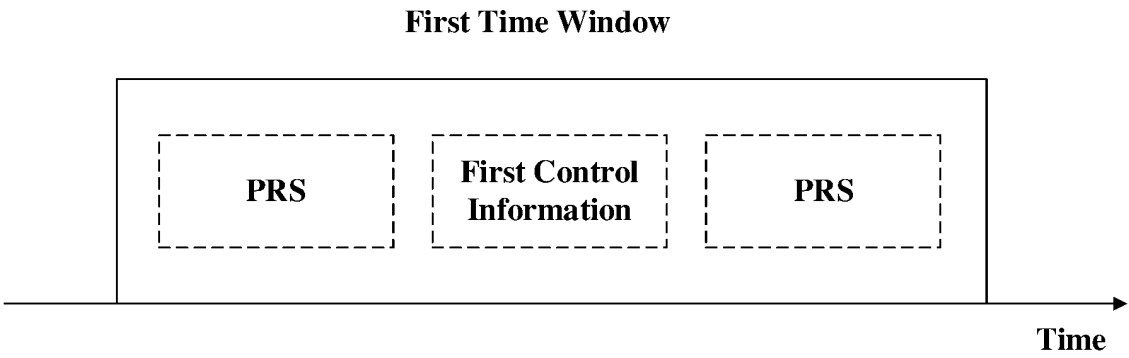 First Time Window
PRS
First Control
Information
PRS
Time